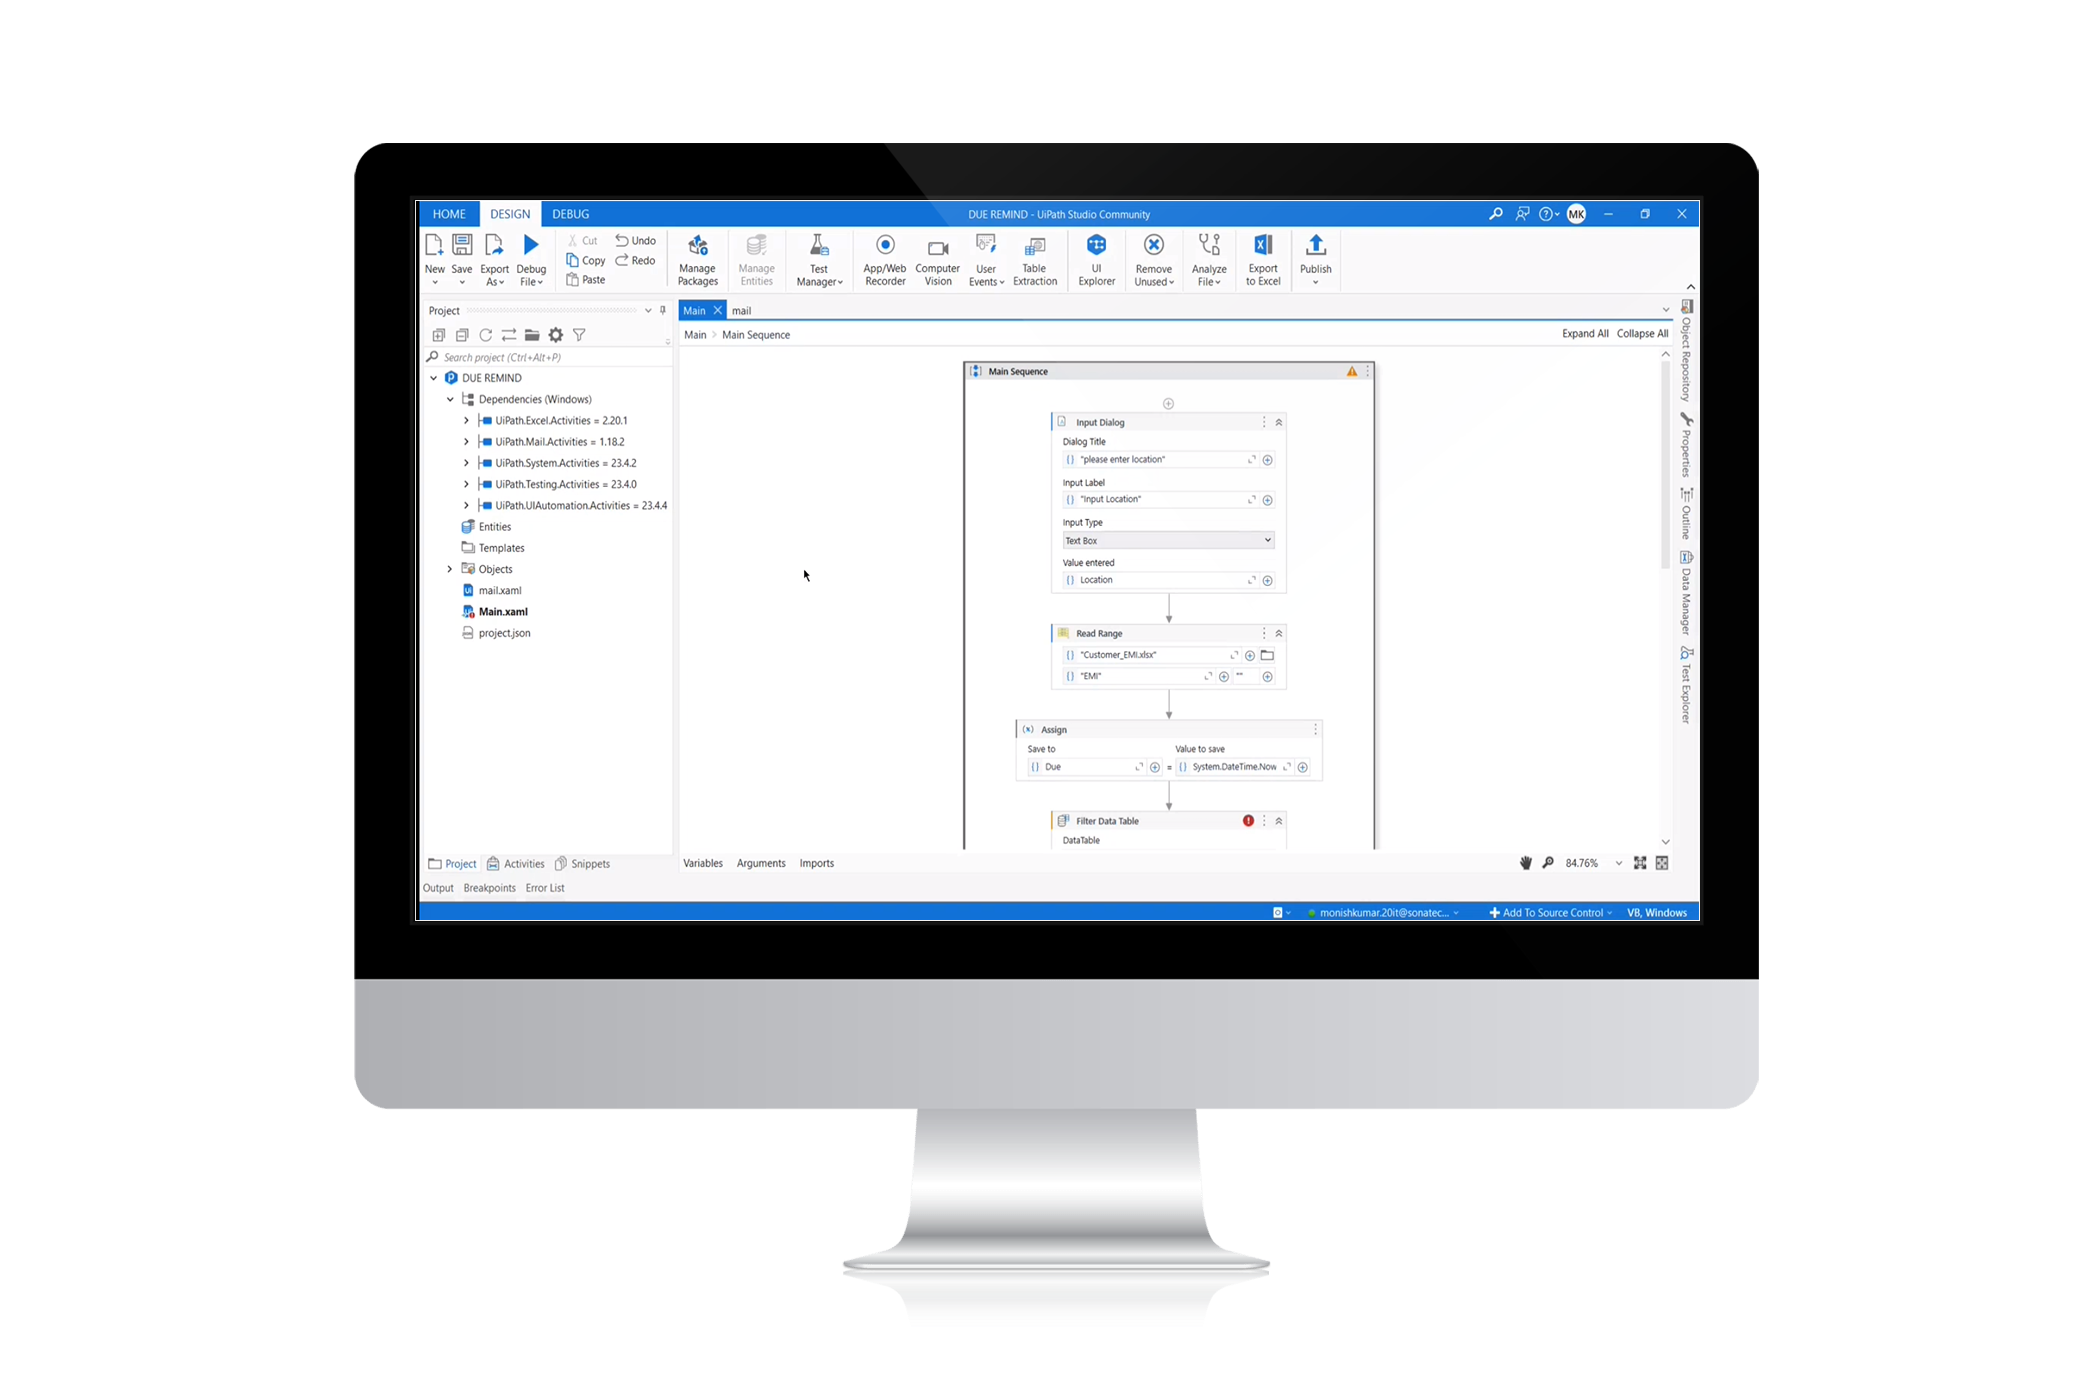 HOME DESIGN DEBUG
DUE REMIND - UiPath Studio Community
MK
New Save Export As Debug File
Cut Copy Paste Undo Redo
Manage Packages
Manage Entities
Test Manager
App/Web Recorder
Computer Vision
User Events
Table Extraction
UI Explorer
Remove Unused
Analyze File
Export to Excel
Publish
Project
Search project (Ctrl+Alt+P)
DUE REMIND
Dependencies (Windows)
UiPath.Excel.Activities = 2.20.1
UiPath.Mail.Activities = 1.18.2
UiPath.System.Activities = 23.4.2
UiPath.Testing.Activities = 23.4.0
UiPath.UIAutomation.Activities = 23.4.4
Entities
Templates
Objects
mail.xaml
Main.xaml
project.json
Project Activities Snippets
Main mail
Main > Main Sequence
Expand All Collapse All
Main Sequence
Input Dialog
Dialog Title
"please enter location"
Input Label
"Input Location"
Input Type
Text Box
Value entered
Location
Read Range
"Customer_EMI.xlsx"
"EMI" ""
Assign
Save to Value to save
Due = System.DateTime.Now
Filter Data Table
DataTable
Variables Arguments Imports
84.76%
Object Repository
Properties
Outline
Data Manager
Test Explorer
Output Breakpoints Error List
monishkumar.20it@sonatec...
Add To Source Control
VB, Windows